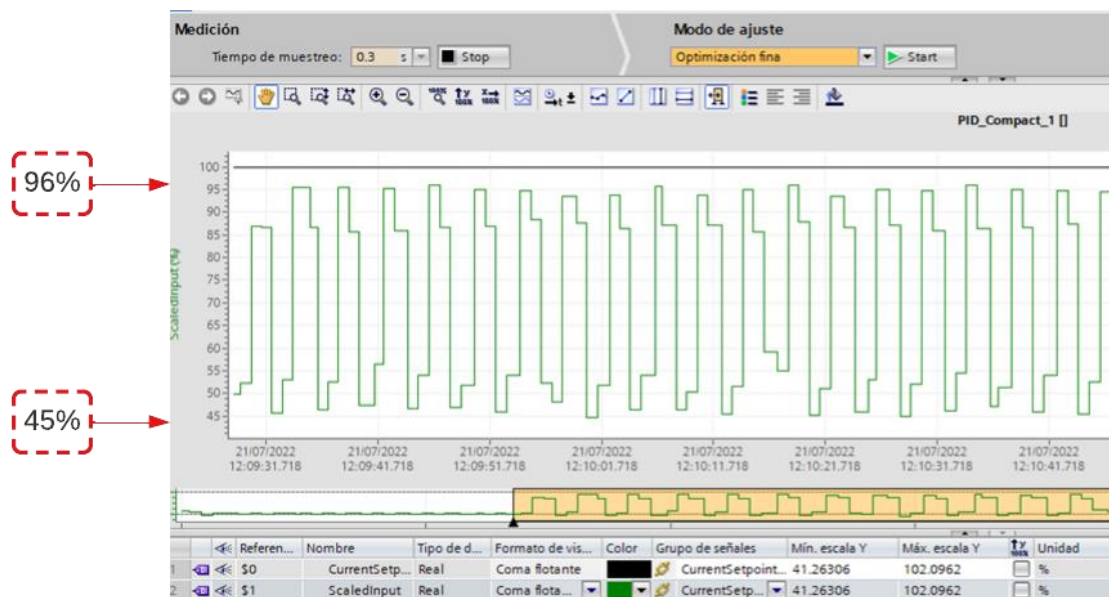 Medición
Modo de ajuste
Tiempo de muestreo: 0.3 s Stop
Optimización fina Start
PID_Compact_1 []
96%
45%
ScaledInput (%)
100
95
90
85
80
75
70
65
60
55
50
45
21/07/2022 21/07/2022 21/07/2022 21/07/2022 21/07/2022 21/07/2022 21/07/2022 21/07/2022
12:09:31.718 12:09:41.718 12:09:51.718 12:10:01.718 12:10:11.718 12:10:21.718 12:10:31.718 12:10:41.718
Referen... Nombre Tipo de d... Formato de vis... Color Grupo de señales Mín. escala Y Máx. escala Y Unidad
1 $0 CurrentSetp... Real Coma flotante CurrentSetpoint... 41.26306 102.0962 %
2 $1 ScaledInput Real Coma flota... CurrentSetp... 41.26306 102.0962 %